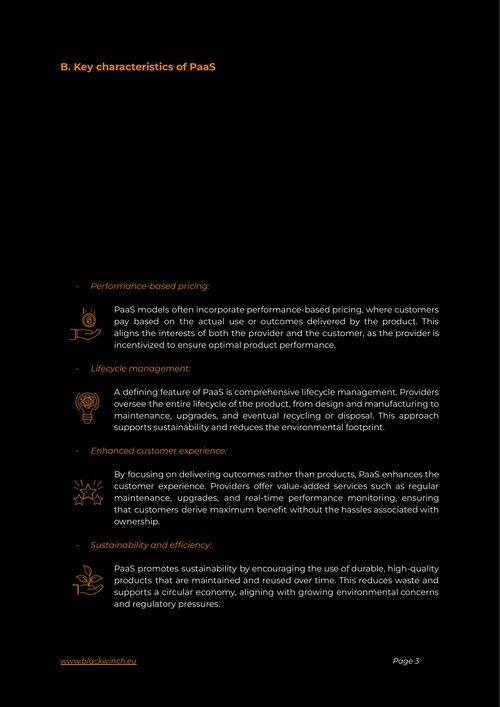 B. Key characteristics of PaaS
- Performance-based pricing:
PaaS models often incorporate performance-based pricing, where customers
pay based on the actual use or outcomes delivered by the product. This
aligns the interests of both the provider and the customer, as the provider is
incentivized to ensure optimal product performance.
- Lifecycle management:
A defining feature of PaaS is comprehensive lifecycle management. Providers
oversee the entire lifecycle of the product, from design and manufacturing to
maintenance, upgrades, and eventual recycling or disposal. This approach
supports sustainability and reduces the environmental footprint.
- Enhanced customer experience:
By focusing on delivering outcomes rather than products, PaaS enhances the
customer experience. Providers offer value-added services such as regular
maintenance, upgrades, and real-time performance monitoring, ensuring
that customers derive maximum benefit without the hassles associated with
ownership.
- Sustainability and efficiency:
PaaS promotes sustainability by encouraging the use of durable, high-quality
products that are maintained and reused over time. This reduces waste and
supports a circular economy, aligning with growing environmental concerns
and regulatory pressures.
www.blackwinch.eu
Page 3